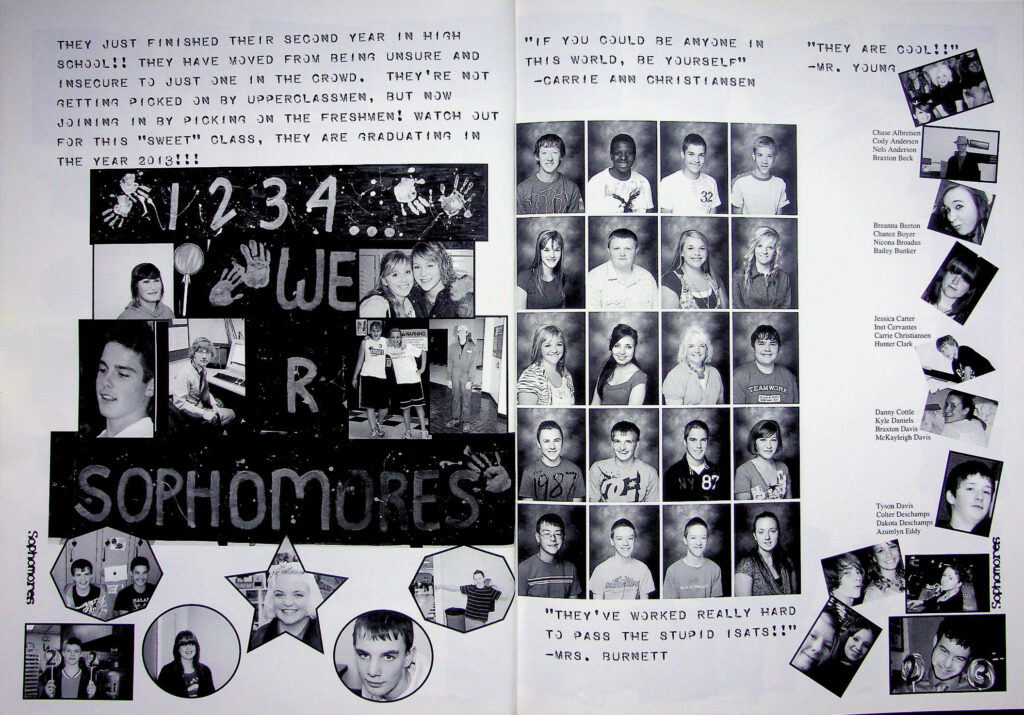 THEY JUST FINISHED THEIR SECOND YEAR IN HIGH
SCHOOL!! THEY HAVE MOVED FROM BEING UNSURE AND
INSECURE TO JUST ONE IN THE CROWD. THEY'RE NOT
GETTING PICKED ON BY UPPERCLASSMEN, BUT NOW
JOINING IN BY PICKING ON THE FRESHMEN! WATCH OUT
FOR THIS "SWEET" CLASS, THEY ARE GRADUATING IN
THE YEAR 2013!!!
1 2 3 4 ....
WE
R
SOPHOMORES
Sophomores
"IF YOU COULD BE ANYONE IN
THIS WORLD, BE YOURSELF"
-CARRIE ANN CHRISTIANSEN
"THEY ARE COOL!!"
-MR. YOUNG
Chase Albretsen
Cody Andersen
Nels Anderson
Braxton Beck
Breanna Beeton
Chance Boyer
Nicona Broadus
Bailey Bunker
Jessica Carter
Inet Cervantes
Carrie Christiansen
Hunter Clark
Danny Cottle
Kyle Daniels
Braxton Davis
McKayleigh Davis
Tyson Davis
Colter Deschamps
Dakota Deschamps
Azurelyn Eddy
32
TEAMWORK
1987
NY 87
"THEY'VE WORKED REALLY HARD
TO PASS THE STUPID ISATS!!"
-MRS. BURNETT
Sophomores
WARNING
2 2